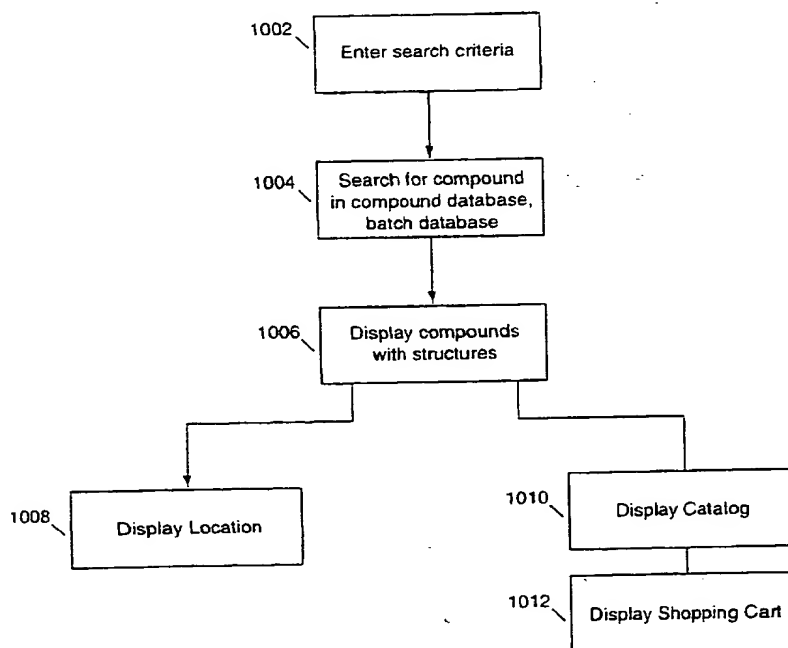 1002
Enter search criteria
1004
Search for compound
in compound database,
batch database
1006
Display compounds
with structures
1008
Display Location
1010
Display Catalog
1012
Display Shopping Cart